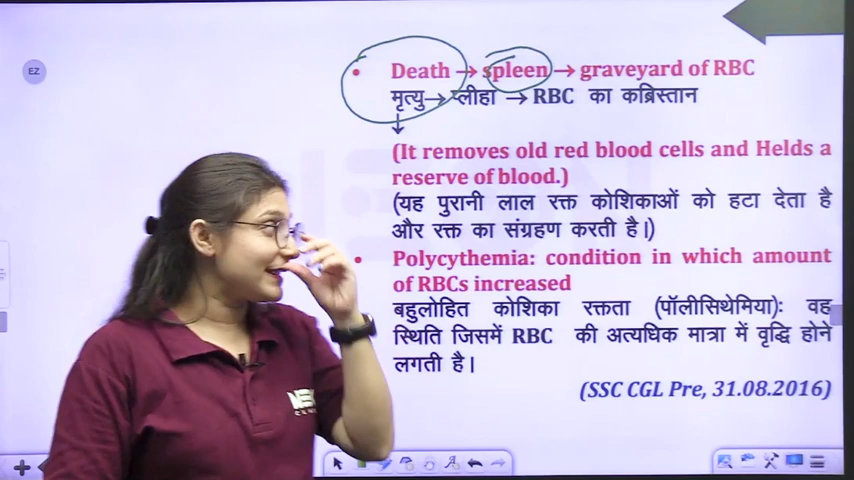 EZ
• Death → spleen → graveyard of RBC
मृत्यु → प्लीहा → RBC का कब्रिस्तान
↓
(It removes old red blood cells and Helds a
reserve of blood.)
(यह पुरानी लाल रक्त कोशिकाओं को हटा देता है
और रक्त का संग्रहण करती है।)
• Polycythemia: condition in which amount
of RBCs increased
बहुलोहित कोशिका रक्तता (पॉलीसिथेमिया): वह
स्थिति जिसमें RBC की अत्यधिक मात्रा में वृद्धि होने
लगती है।
(SSC CGL Pre, 31.08.2016)